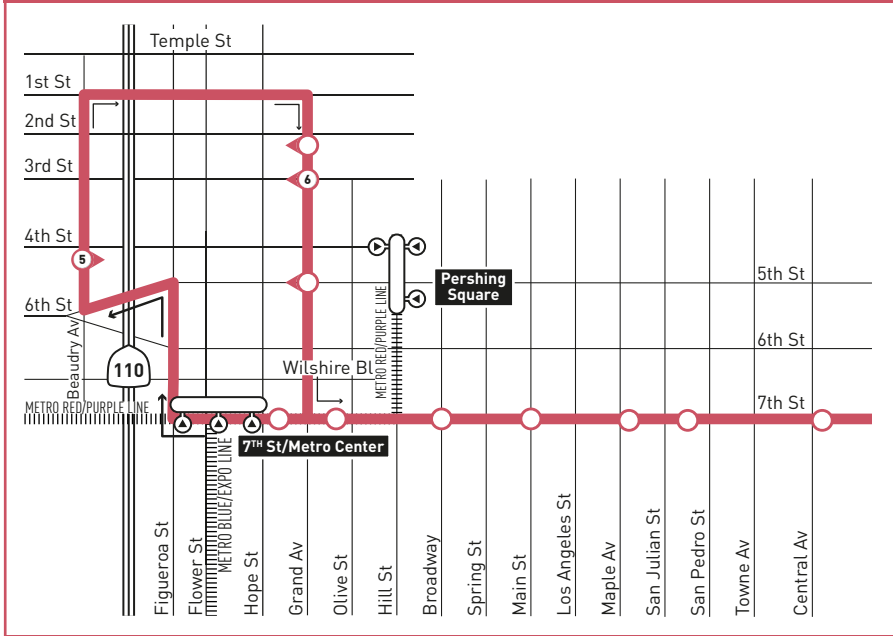 Temple St
1st St
2nd St
3rd St
6
4th St
5
Pershing
Square
5th St
6th St
6th St
Beaudry Av
110
Wilshire Bl
METRO RED/PURPLE LINE
METRO RED/PURPLE LINE
7th St
7TH St/Metro Center
METRO BLUE/EXPO LINE
Figueroa St
Flower St
Hope St
Grand Av
Olive St
Hill St
Broadway
Spring St
Main St
Los Angeles St
Maple Av
San Julian St
San Pedro St
Towne Av
Central Av